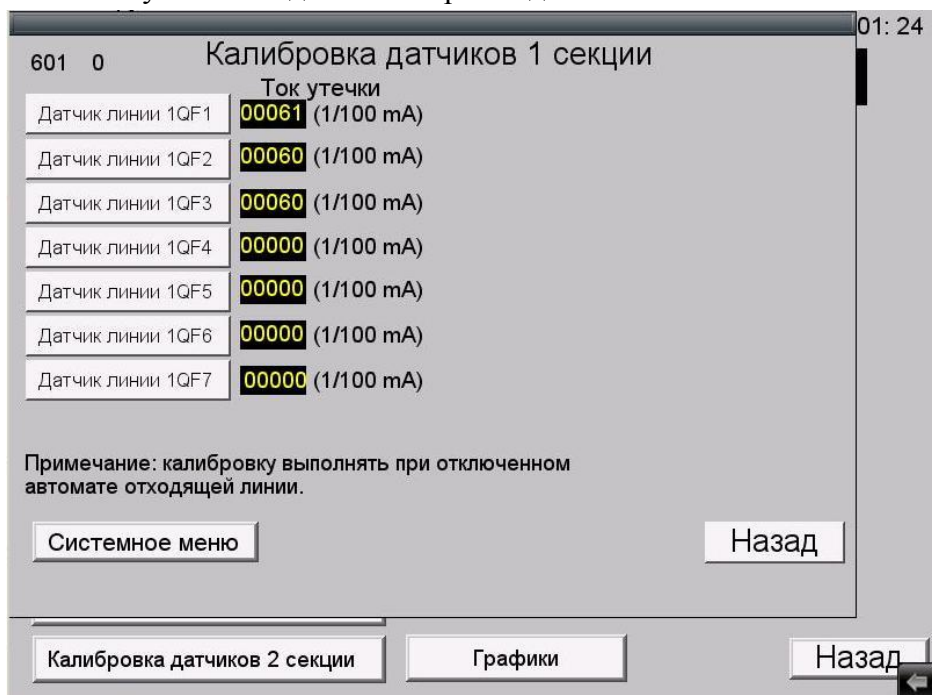 01: 24
601 0 Калибровка датчиков 1 секции
Ток утечки
Датчик линии 1QF1 00061 (1/100 mA)
Датчик линии 1QF2 00060 (1/100 mA)
Датчик линии 1QF3 00060 (1/100 mA)
Датчик линии 1QF4 00000 (1/100 mA)
Датчик линии 1QF5 00000 (1/100 mA)
Датчик линии 1QF6 00000 (1/100 mA)
Датчик линии 1QF7 00000 (1/100 mA)
Примечание: калибровку выполнять при отключенном
автомате отходящей линии.
Системное меню Назад
Калибровка датчиков 2 секции Графики Назад